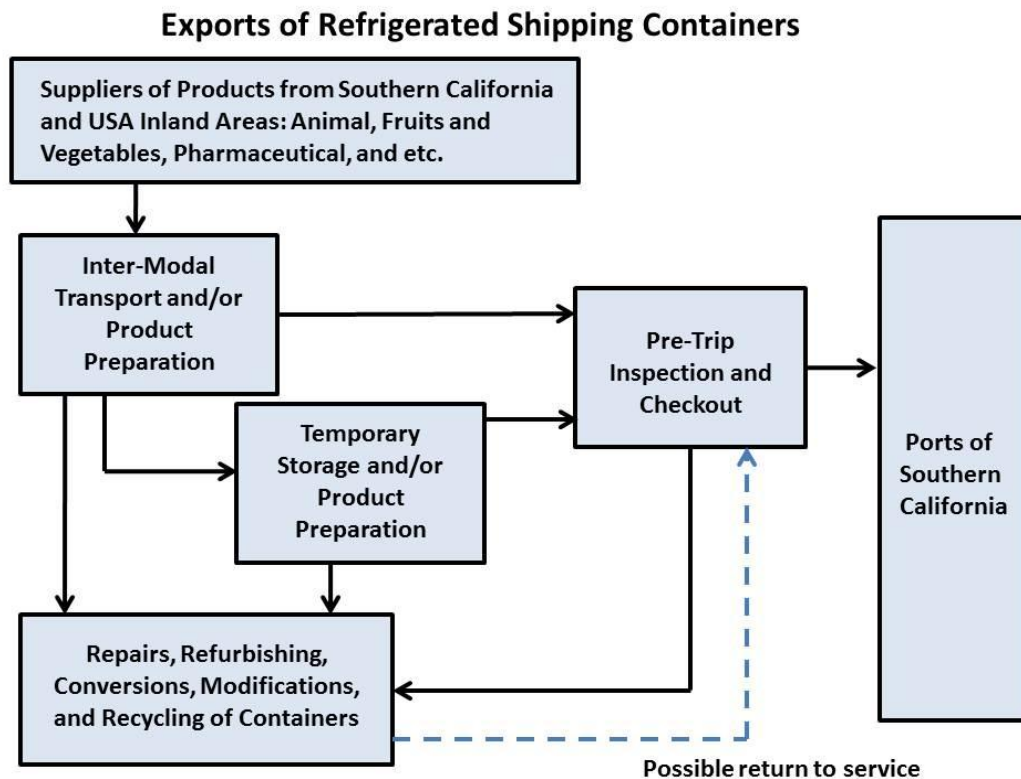 Exports of Refrigerated Shipping Containers
Suppliers of Products from Southern California
and USA Inland Areas: Animal, Fruits and
Vegetables, Pharmaceutical, and etc.
Inter-Modal
Transport and/or
Product
Preparation
Pre-Trip
Inspection and
Checkout
Temporary
Storage and/or
Product
Preparation
Ports of
Southern
California
Repairs, Refurbishing,
Conversions, Modifications,
and Recycling of Containers
Possible return to service